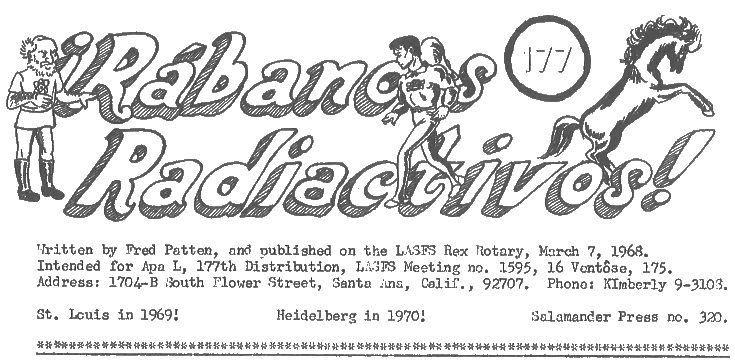 ¡Rábanos
Radiactivos!
177
Written by Fred Patten, and published on the LASFS Rex Rotary, March 7, 1968.
Intended for Apa L, 177th Distribution, LASFS Meeting no. 1595, 16 Ventôse, 175.
Address: 1704-B South Flower Street, Santa Ana, Calif., 92707. Phone: KImberly 9-3108.
St. Louis in 1969! Heidelberg in 1970! Salamander Press no. 320.